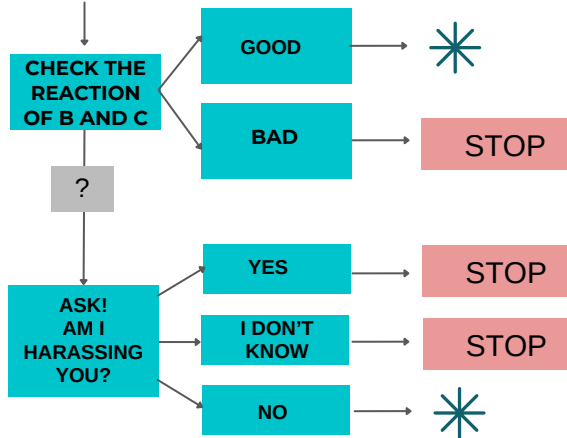 CHECK THE
REACTION
OF B AND C
GOOD
BAD
STOP
?
ASK!
AM I
HARASSING
YOU?
YES
STOP
I DON'T
KNOW
STOP
NO